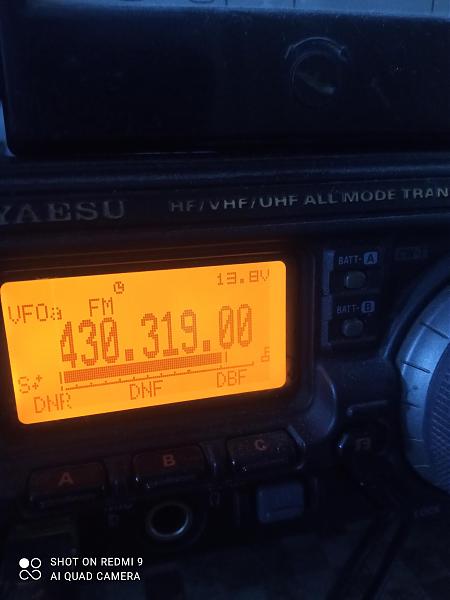 YAESU HF/VHF/UHF ALL MODE TRAN
13.8V
VFOa FM
430.319.00
S
DNR DNF DBF
BATT-A
BATT-B
A B C
LOCK
SHOT ON REDMI 9
AI QUAD CAMERA